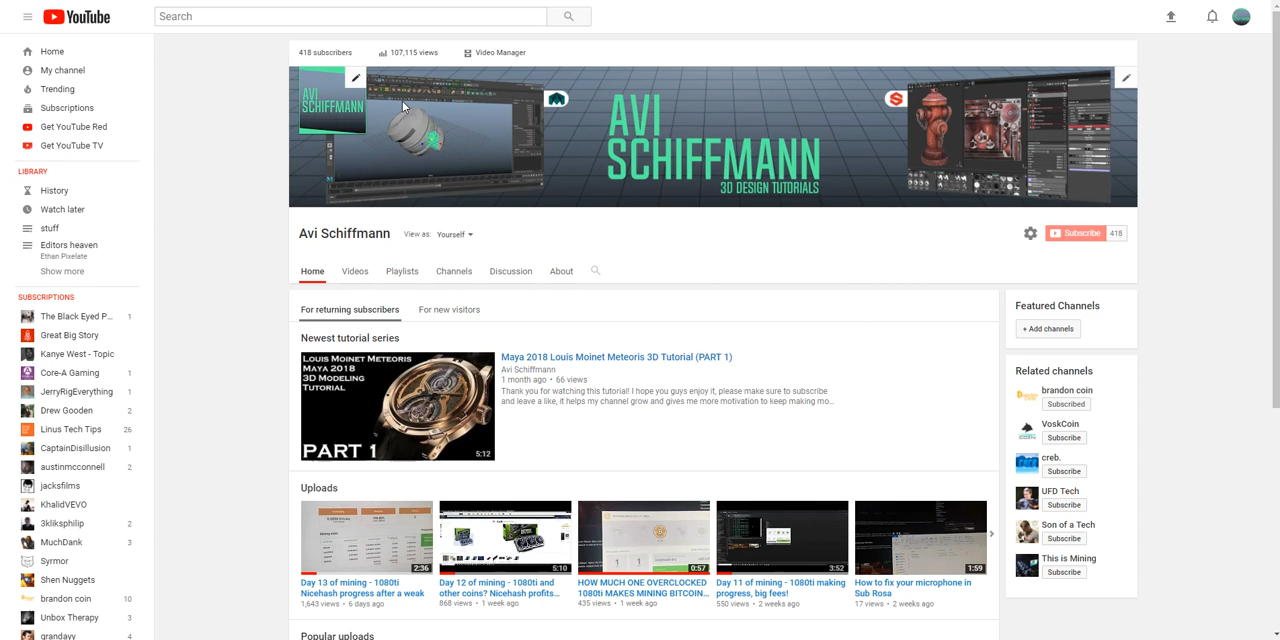 YouTube
Search
Home
My channel
Trending
Subscriptions
Get YouTube Red
Get YouTube TV
LIBRARY
History
Watch later
stuff
Editors heaven
Ethan Pixelate
Show more
SUBSCRIPTIONS
The Black Eyed P... 1
Great Big Story
Kanye West - Topic
Core-A Gaming 1
JerryRigEverything 1
Drew Gooden 2
Linus Tech Tips 26
CaptainDisillusion 1
austinmcconnell 2
jacksfilms
KhalidVEVO
3kliksphilip 2
MuchDank 3
Syrmor
Shen Nuggets
brandon coin 10
Unbox Therapy 3
grandayy 4
418 subscribers
107,115 views
Video Manager
AVI
SCHIFFMANN
AVI
SCHIFFMANN
3D DESIGN TUTORIALS
Avi Schiffmann
View as: Yourself
Subscribe 418
Home
Videos
Playlists
Channels
Discussion
About
For returning subscribers
For new visitors
Newest tutorial series
LOUIS MOINET METEORIS
MAYA 2018
3D MODELING
TUTORIAL
PART 1
5:12
Maya 2018 Louis Moinet Meteoris 3D Tutorial (PART 1)
Avi Schiffmann
1 month ago • 66 views
Thank you for watching this tutorial! I hope you guys enjoy it, please make sure to subscribe
and leave a like, it helps my channel grow and gives me more motivation to keep making mo...
Uploads
2:36
Day 13 of mining - 1080ti
Nicehash progress after a week
1,643 views • 6 days ago
5:10
Day 12 of mining - 1080ti and
other coins? Nicehash profits...
868 views • 1 week ago
0:57
HOW MUCH ONE OVERCLOCKED
1080ti MAKES MINING BITCOIN...
435 views • 1 week ago
3:52
Day 11 of mining - 1080ti making
progress, big fees!
550 views • 2 weeks ago
1:59
How to fix your microphone in
Sub Rosa
17 views • 2 weeks ago
Popular uploads
Featured Channels
+ Add channels
Related channels
brandon coin
Subscribed
VoskCoin
Subscribe
creb.
Subscribe
UFD Tech
Subscribe
Son of a Tech
Subscribe
This is Mining
Subscribe